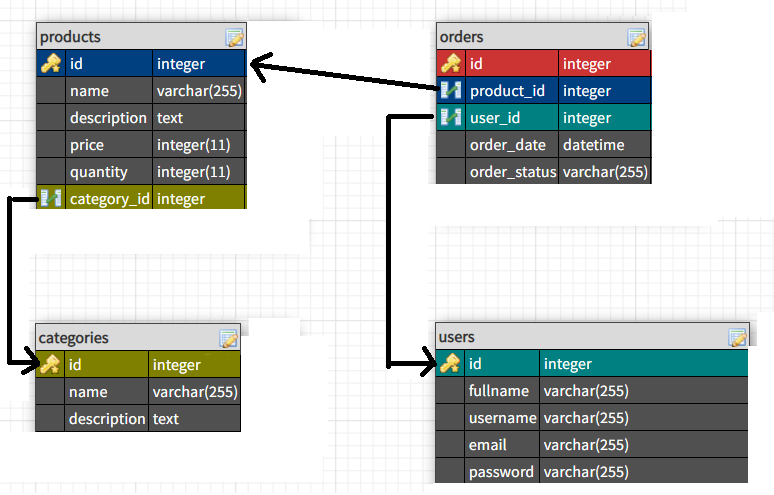 products
id integer
name varchar(255)
description text
price integer(11)
quantity integer(11)
category_id integer
orders
id integer
product_id integer
user_id integer
order_date datetime
order_status varchar(255)
categories
id integer
name varchar(255)
description text
users
id integer
fullname varchar(255)
username varchar(255)
email varchar(255)
password varchar(255)